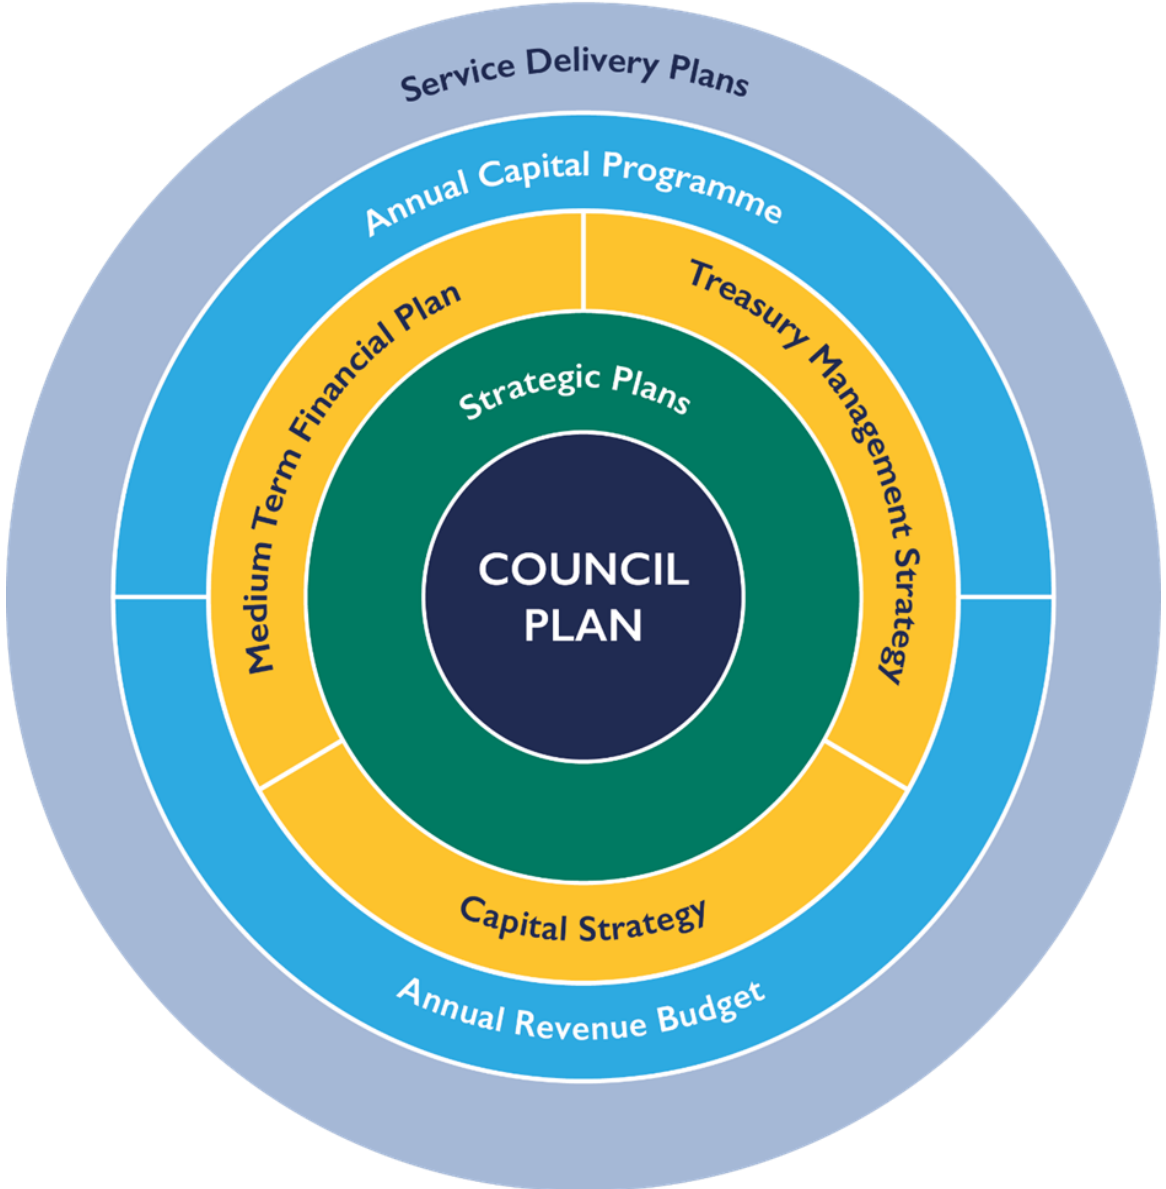 Service Delivery Plans
Annual Capital Programme
Medium Term Financial Plan
Treasury Management Strategy
Strategic Plans
COUNCIL
PLAN
Capital Strategy
Annual Revenue Budget